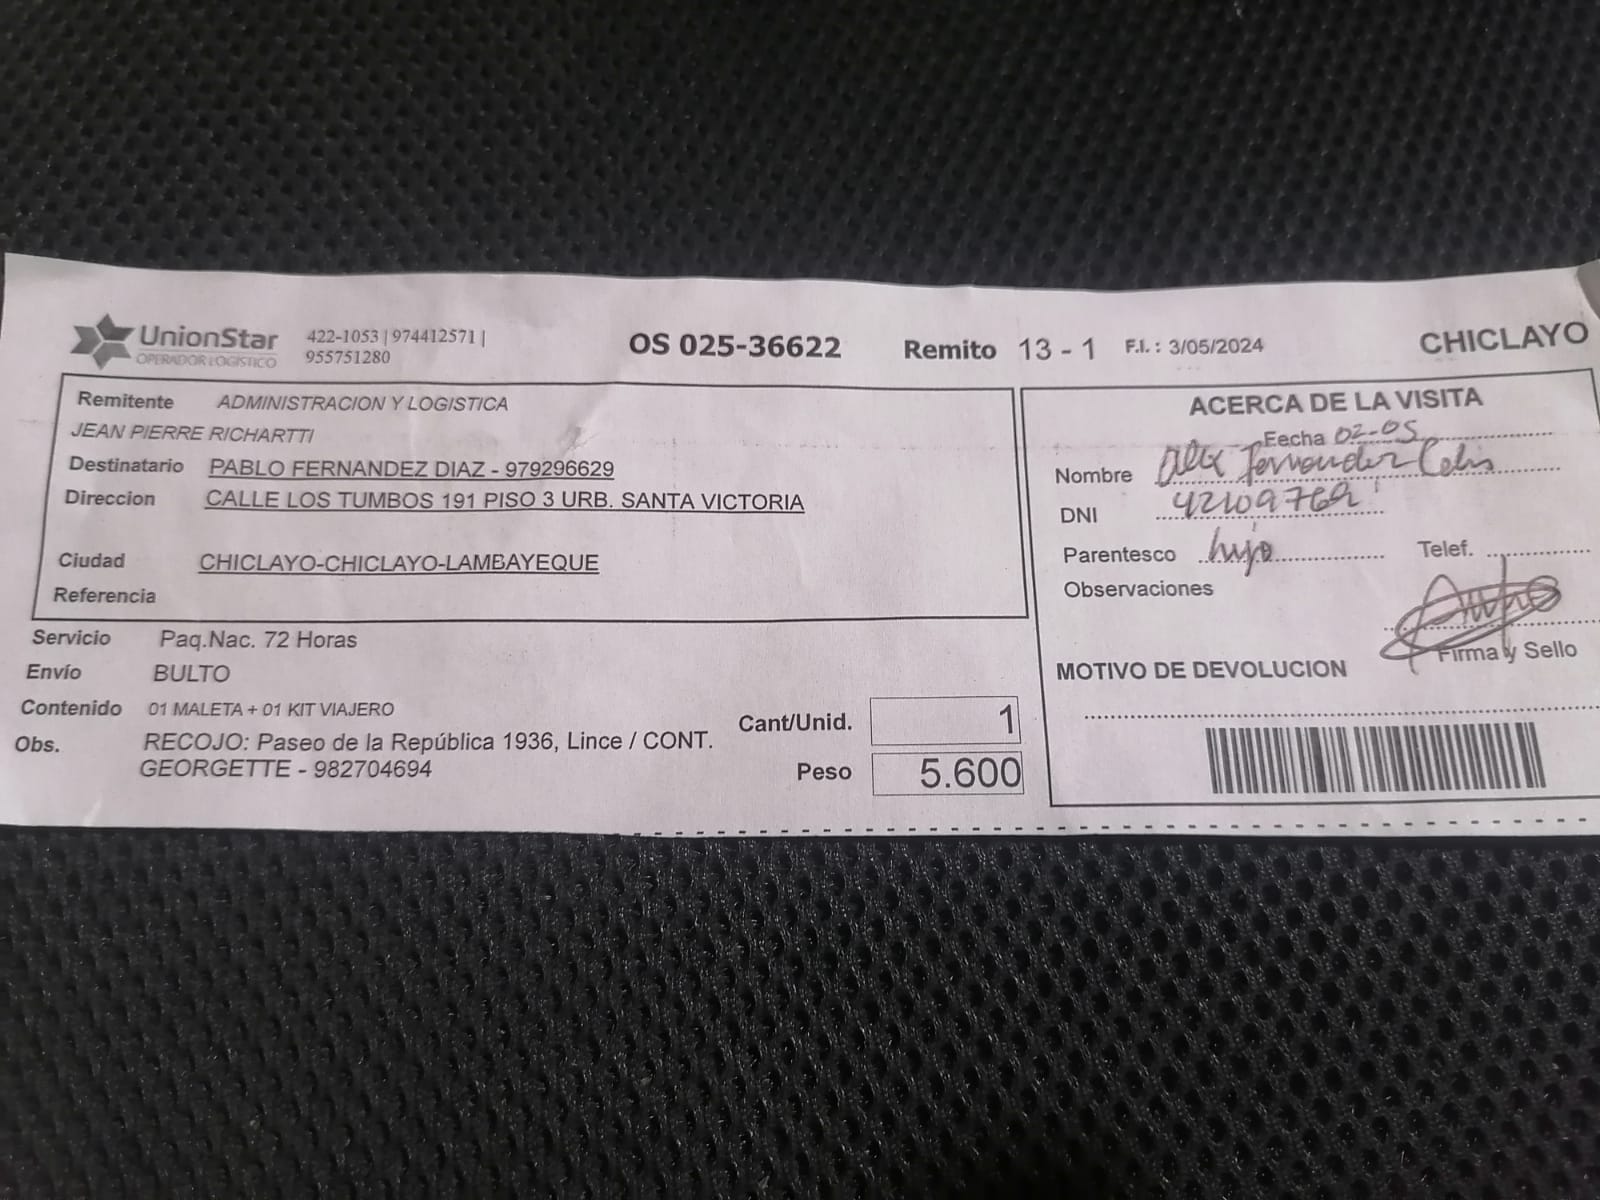 UnionStar
OPERADOR LOGISTICO
422-1053 | 974412571 |
955751280
OS 025-36622
Remito 13 - 1 F.I. : 3/05/2024
CHICLAYO
Remitente ADMINISTRACION Y LOGISTICA
JEAN PIERRE RICHARTTI
Destinatario PABLO FERNANDEZ DIAZ - 979296629
Direccion CALLE LOS TUMBOS 191 PISO 3 URB. SANTA VICTORIA
Ciudad CHICLAYO-CHICLAYO-LAMBAYEQUE
Referencia
Servicio Paq.Nac. 72 Horas
Envío BULTO
Contenido 01 MALETA + 01 KIT VIAJERO
Obs. RECOJO: Paseo de la República 1936, Lince / CONT.
GEORGETTE - 982704694
Cant/Unid. 1
Peso 5.600
ACERCA DE LA VISITA
Fecha 02-05
Nombre Alex Fernandez Celis
DNI 42109769
Parentesco hijo Telef.
Observaciones
Firma y Sello
MOTIVO DE DEVOLUCION